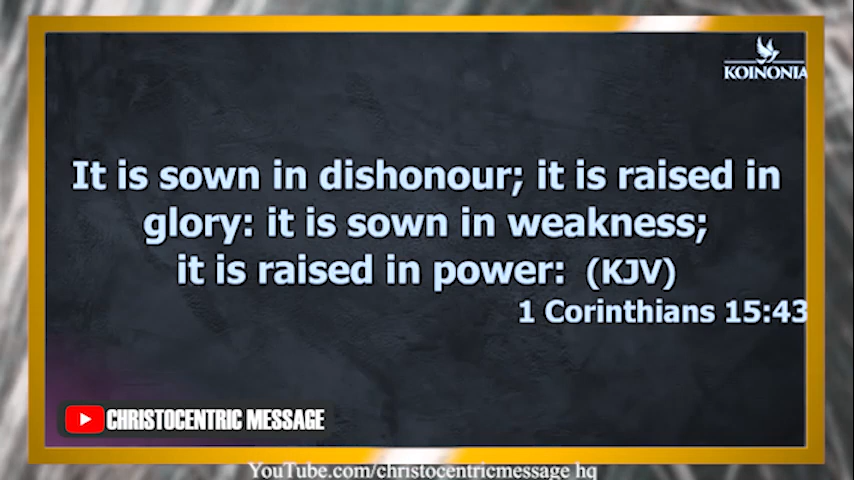 KOINONIA
It is sown in dishonour; it is raised in
glory: it is sown in weakness;
it is raised in power: (KJV)
1 Corinthians 15:43
CHRISTOCENTRIC MESSAGE
YouTube.com/christocentricmessage hq